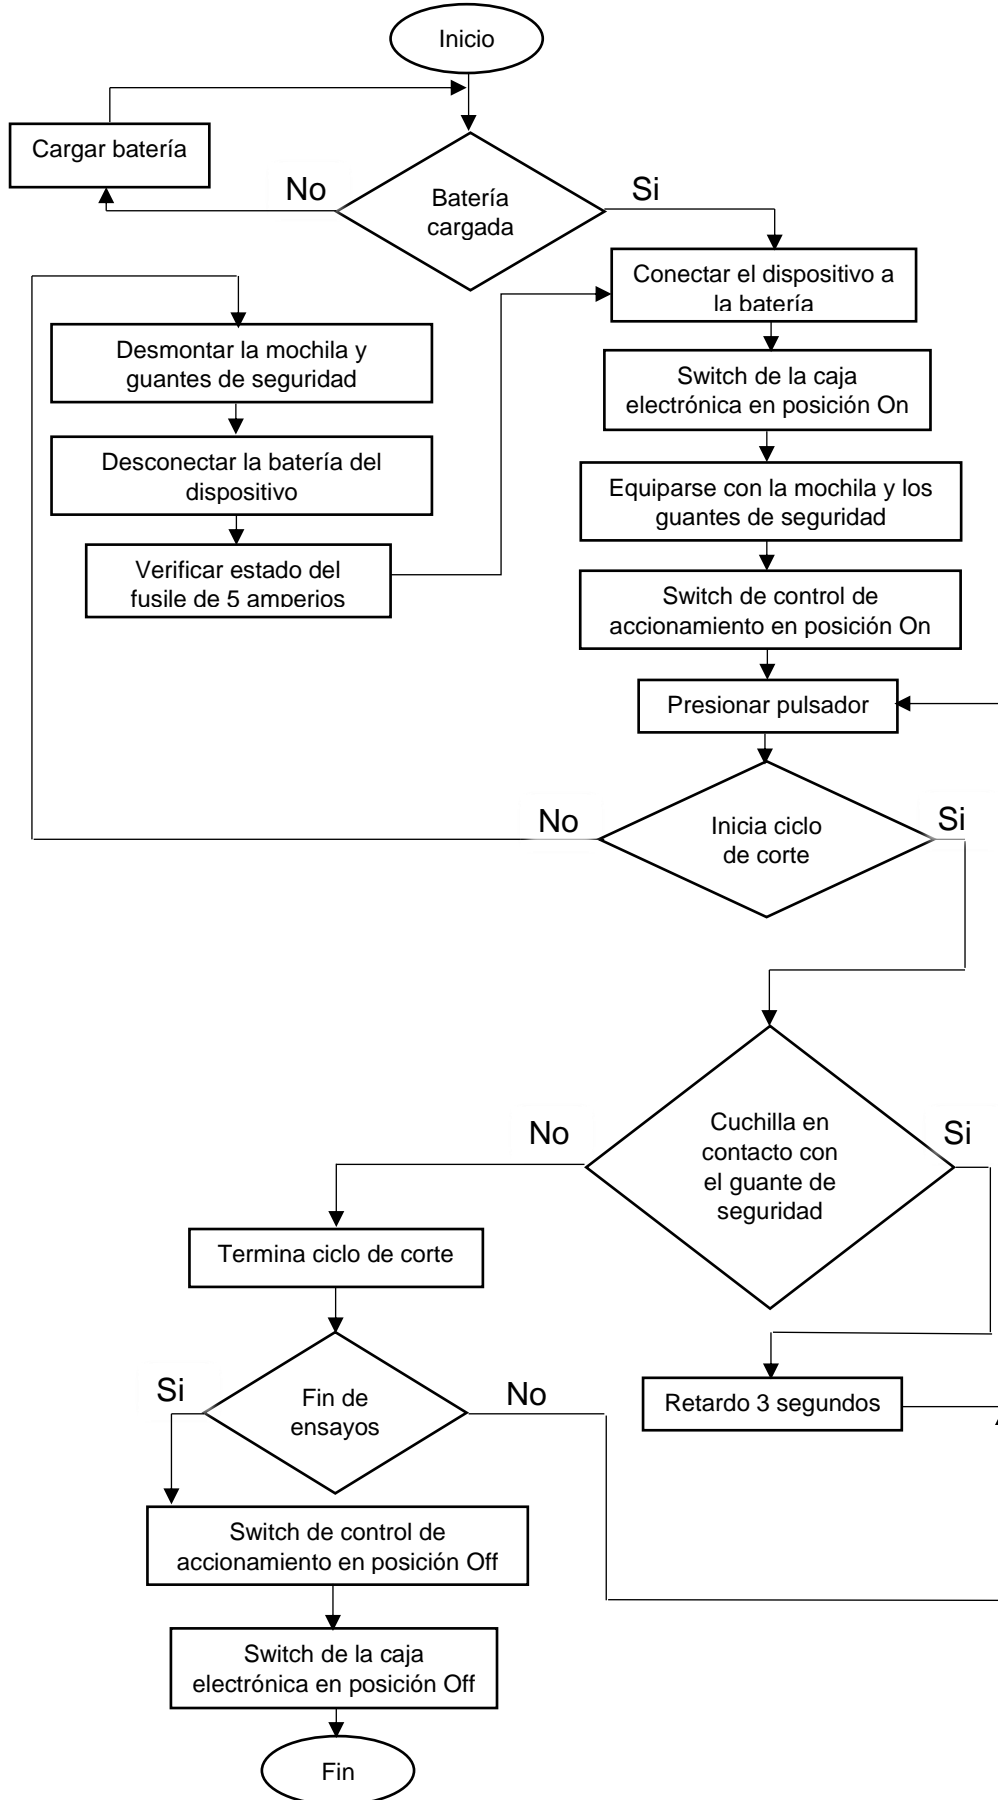 Inicio
Cargar batería
No
Si
Batería
cargada
Conectar el dispositivo a
la batería
Desmontar la mochila y
guantes de seguridad
Switch de la caja
electrónica en posición On
Desconectar la batería del
dispositivo
Equiparse con la mochila y los
guantes de seguridad
Verificar estado del
fusile de 5 amperios
Switch de control de
accionamiento en posición On
Presionar pulsador
No
Si
Inicia ciclo
de corte
No
Si
Cuchilla en
contacto con
el guante de
seguridad
Termina ciclo de corte
Si
No
Fin de
ensayos
Retardo 3 segundos
Switch de control de
accionamiento en posición Off
Switch de la caja
electrónica en posición Off
Fin